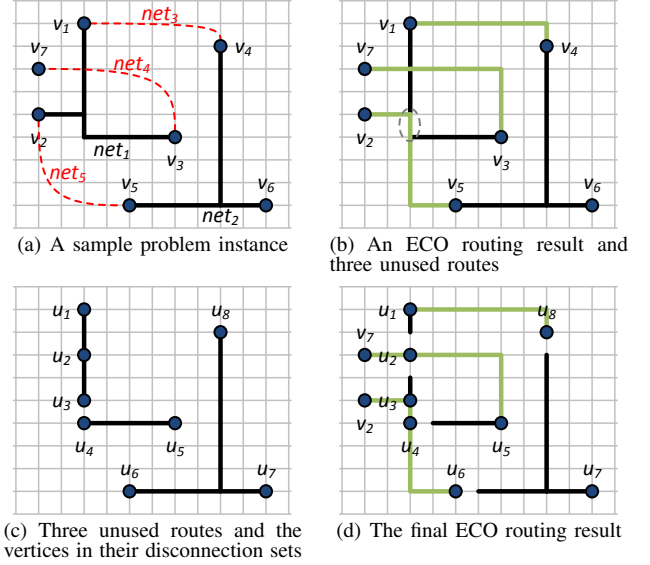 net3
v1
v4
v7
net4
v2
net1
v3
net5
v5
v6
net2
(a) A sample problem instance
v1
v4
v7
v2
v3
v5
v6
(b) An ECO routing result and
three unused routes
u1
u8
u2
u3
u4
u5
u6
u7
(c) Three unused routes and the
vertices in their disconnection sets
u1
u8
v7
u2
u3
v2
u4
u5
u6
u7
(d) The final ECO routing result